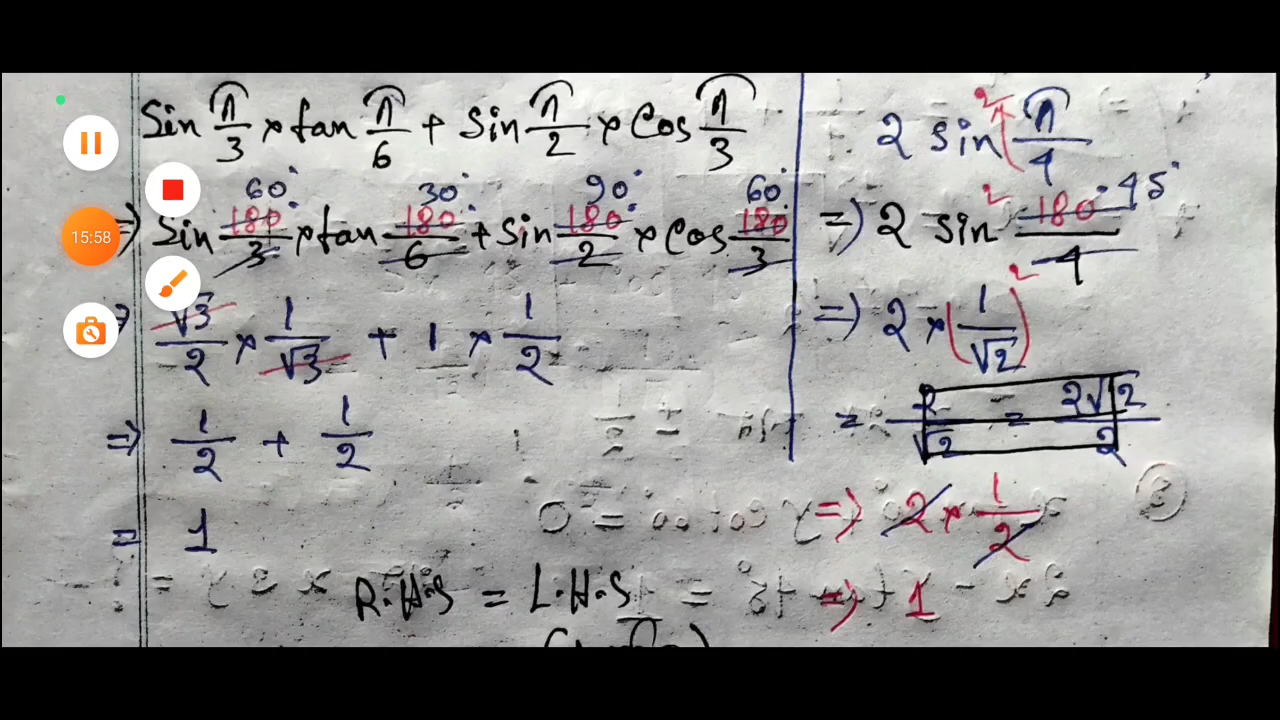 Sin π/3 × tan π/6 + Sin π/2 × Cos π/3
60° 30° 90° 60°
=> Sin 180°/3 × tan 180°/6 + Sin 180°/2 × Cos 180°/3
=> √3/2 × 1/√3 + 1 × 1/2
=> 1/2 + 1/2
= 1
2 sin² (π/4
=> 2 sin² 180°/4 45°
=> 2 × (1/√2)²
= 2/√2 = 2√2/2
=> 2 × 1/2
=> 1
R.H.S = L.H.S
15:58